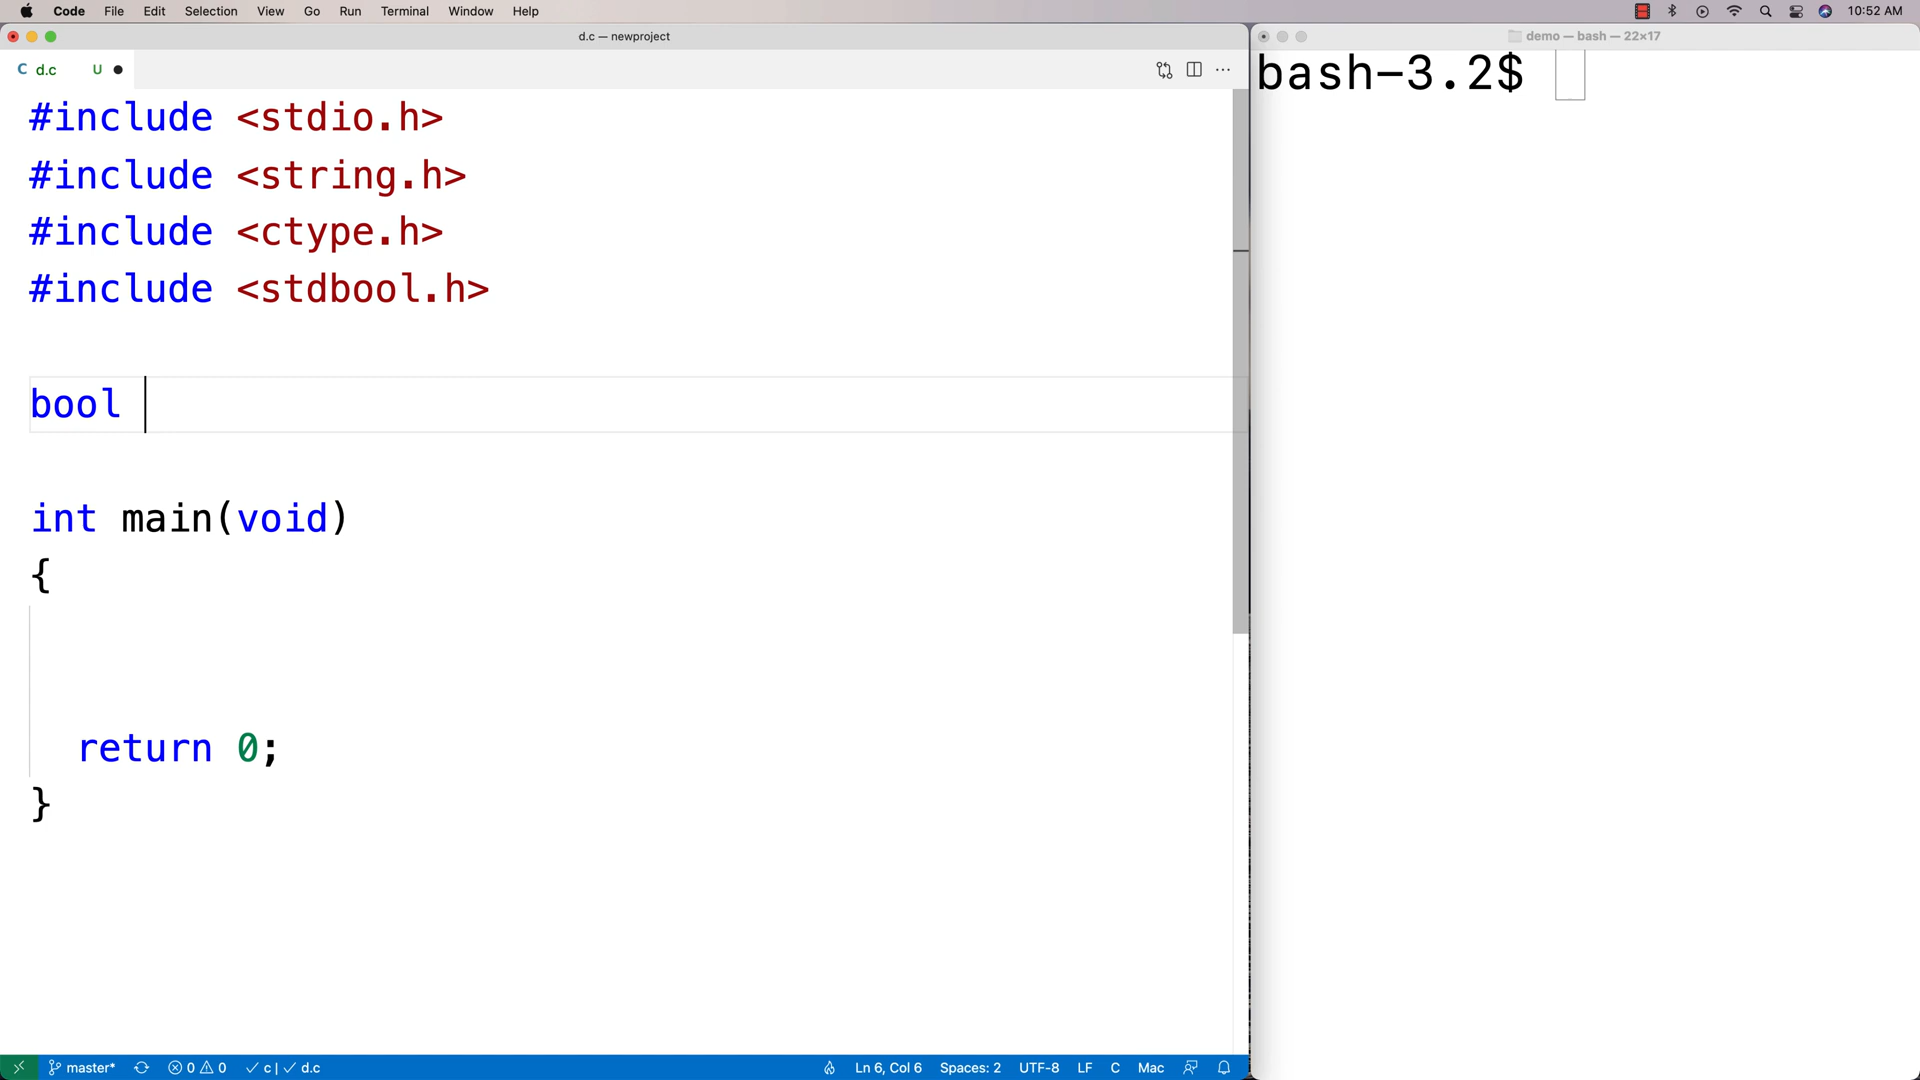 Code File Edit Selection View Go Run Terminal Window Help 10:52 AM
d.c — newproject
demo — bash — 22×17
C d.c U
bash-3.2$
#include <stdio.h>
#include <string.h>
#include <ctype.h>
#include <stdbool.h>
bool
int main(void)
{
return 0;
}
master* 0 0 c | d.c Ln 6, Col 6 Spaces: 2 UTF-8 LF C Mac